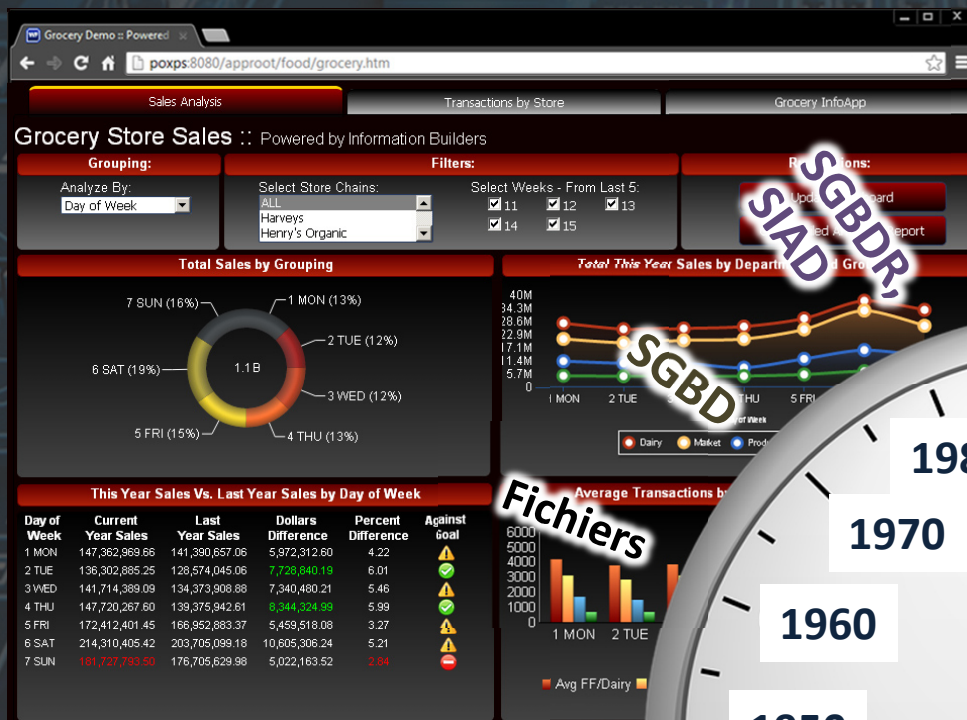 Grocery Demo :: Powered
poxps:8080/approot/food/grocery.htm
Sales Analysis
Transactions by Store
Grocery InfoApp
Grocery Store Sales :: Powered by Information Builders
Grouping:
Analyze By:
Day of Week
Filters:
Select Store Chains:
ALL
Harveys
Henry's Organic
Select Weeks - From Last 5:
11 12 13
14 15
SGBDR,
SIAD
Total Sales by Grouping
7 SUN (16%)
1 MON (13%)
2 TUE (12%)
6 SAT (19%)
1.1 B
3 WED (12%)
5 FRI (15%)
4 THU (13%)
Total This Year Sales by
40M
34.3M
28.6M
22.9M
17.1M
11.4M
5.7M
0
1 MON 2 TUE
5 FRI
Dairy Market
SGBD
This Year Sales Vs. Last Year Sales by Day of Week
Day of Week Current Year Sales Last Year Sales Dollars Difference Percent Difference Against Goal
1 MON 147,362,969.66 141,390,657.06 5,972,312.60 4.22
2 TUE 136,302,885.25 128,574,045.06 7,728,840.19 6.01
3 WED 141,714,389.09 134,373,908.88 7,340,480.21 5.46
4 THU 147,720,267.60 139,375,942.61 8,344,324.99 5.99
5 FRI 172,412,401.45 166,952,883.37 5,459,518.08 3.27
6 SAT 214,310,405.42 203,705,099.18 10,605,306.24 5.21
7 SUN 181,727,793.50 176,705,629.98 5,022,163.52 2.84
Fichiers
Average Transactions
6000
5000
4000
3000
2000
1000
0
1 MON 2 TUE
Avg FF/Dairy
1970
1960